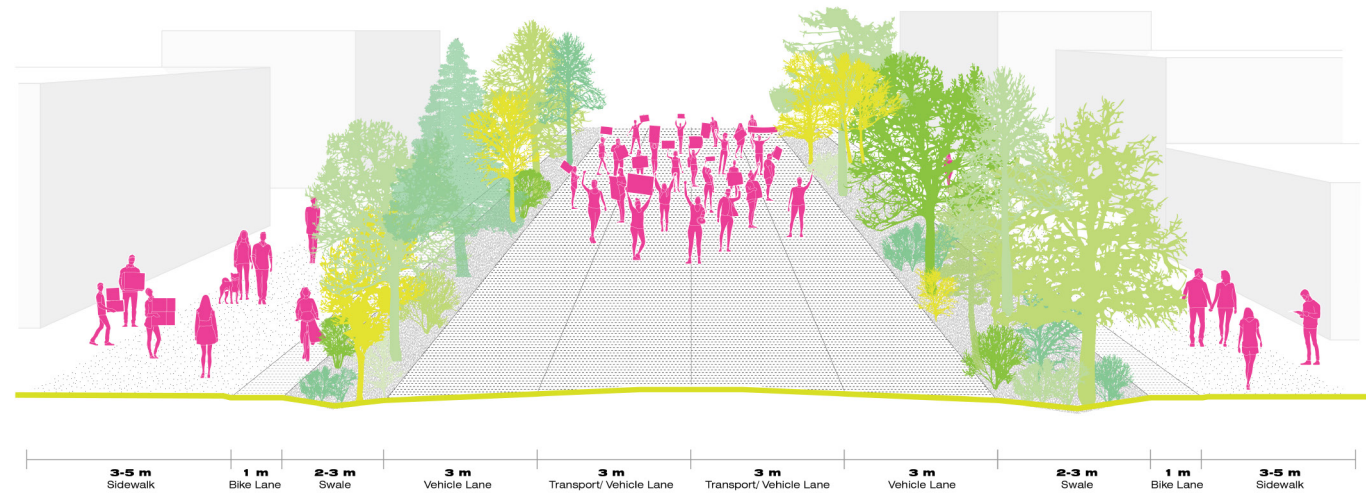 3-5 m 1 m 2-3 m 3 m 3 m 3 m 3 m 2-3 m 1 m 3-5 m
Sidewalk Bike Lane Swale Vehicle Lane Transport/ Vehicle Lane Transport/ Vehicle Lane Vehicle Lane Swale Bike Lane Sidewalk